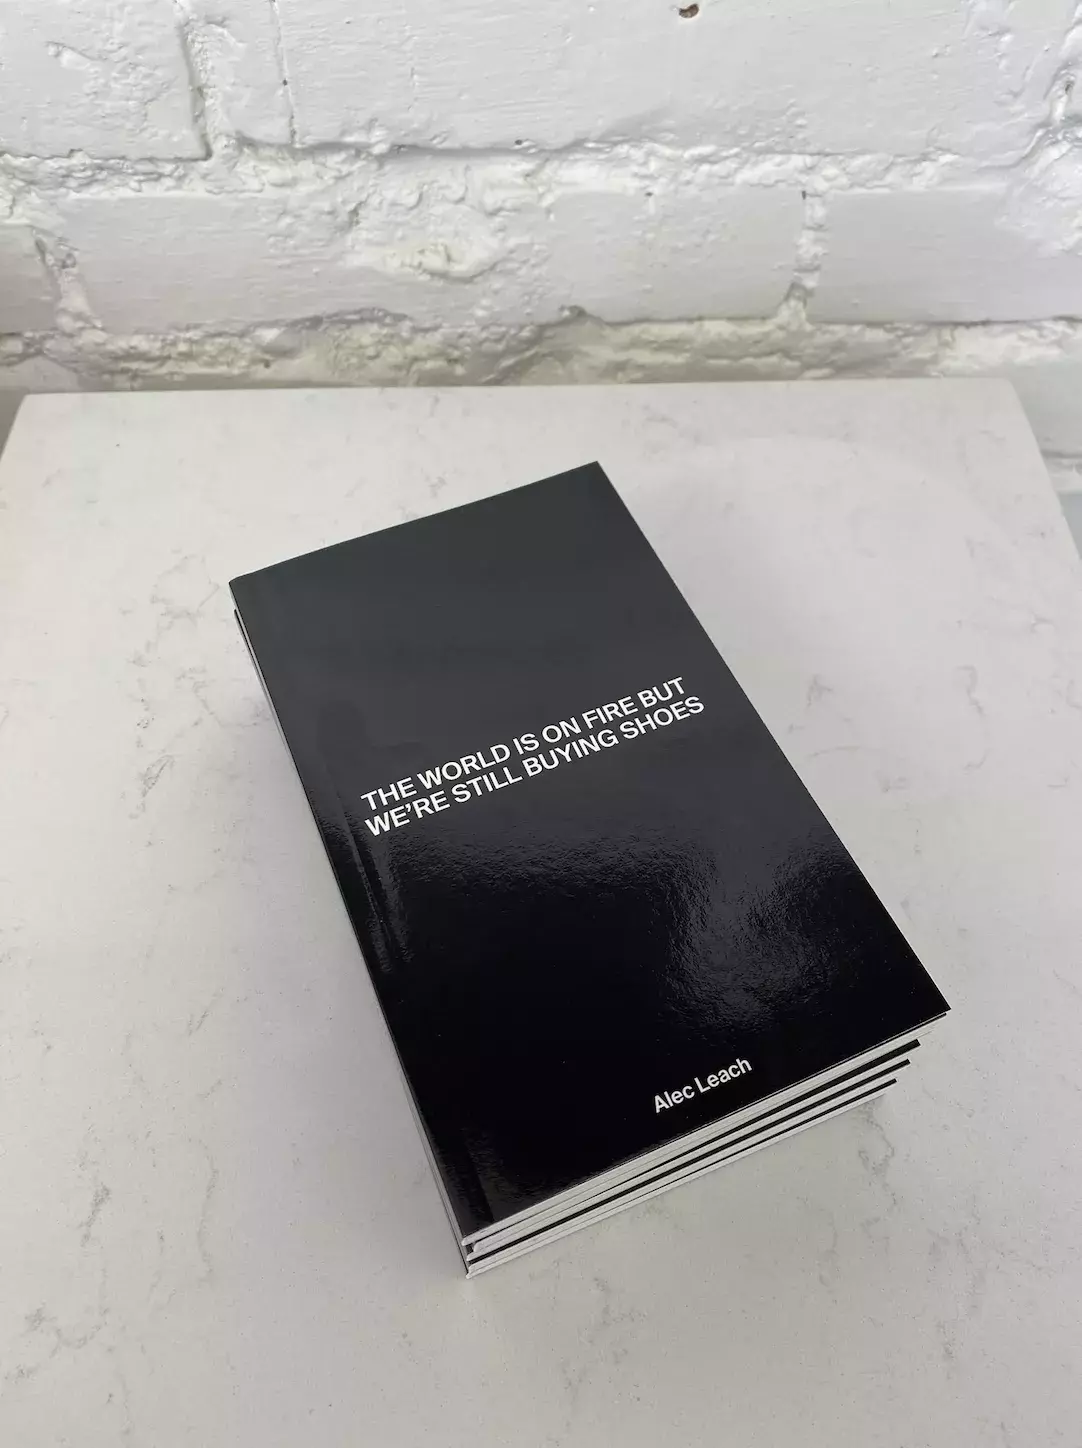 THE WORLD IS ON FIRE BUT
WE’RE STILL BUYING SHOES
Alec Leach